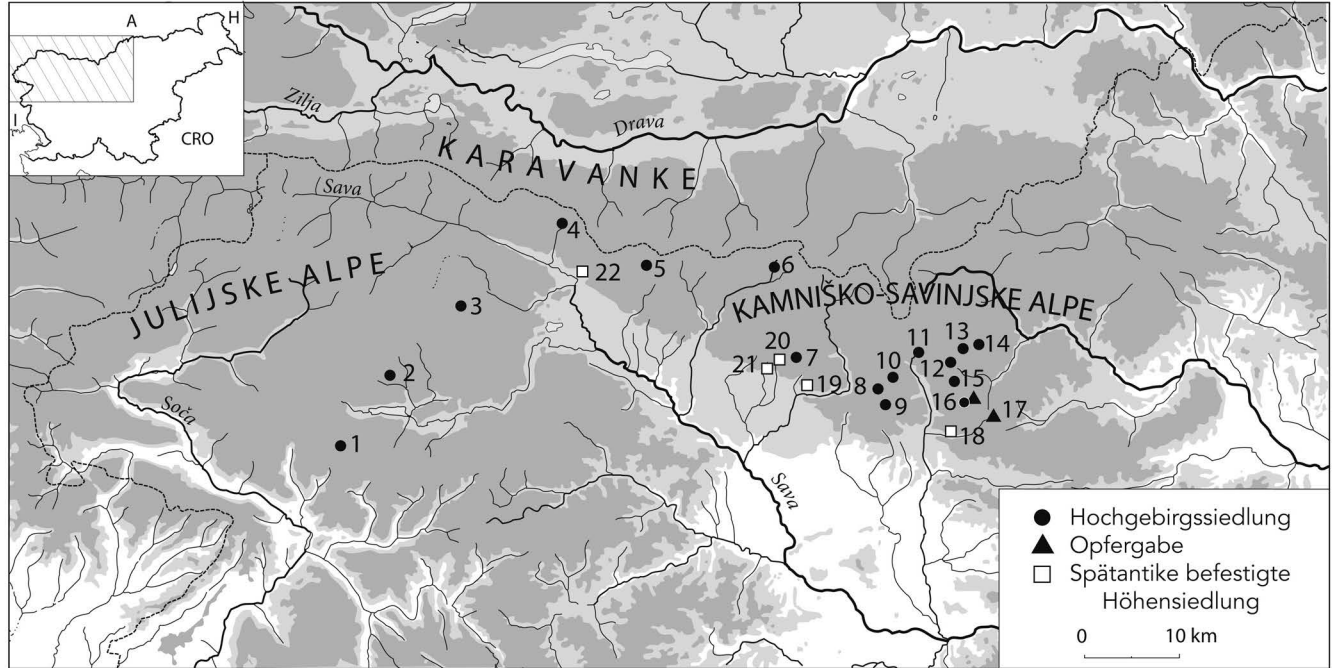 A
H
I
CRO
Zilja
Drava
KARAVANKE
Sava
JULIJSKE ALPE
4
22
5
6
3
KAMNIŠKO-SAVINJSKE ALPE
20
7
21
19
11
13
14
10
12
8
15
9
16
17
18
2
Soča
1
Sava
Hochgebirgssiedlung
Opfergabe
Spätantike befestigte
Höhensiedlung
0 10 km